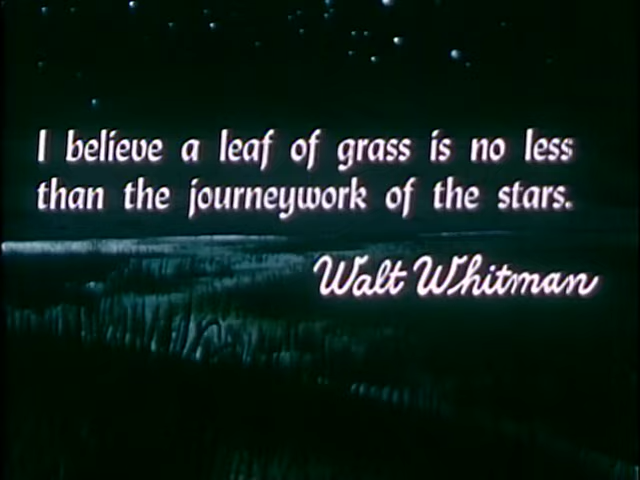 I believe a leaf of grass is no less
than the journeywork of the stars.
Walt Whitman